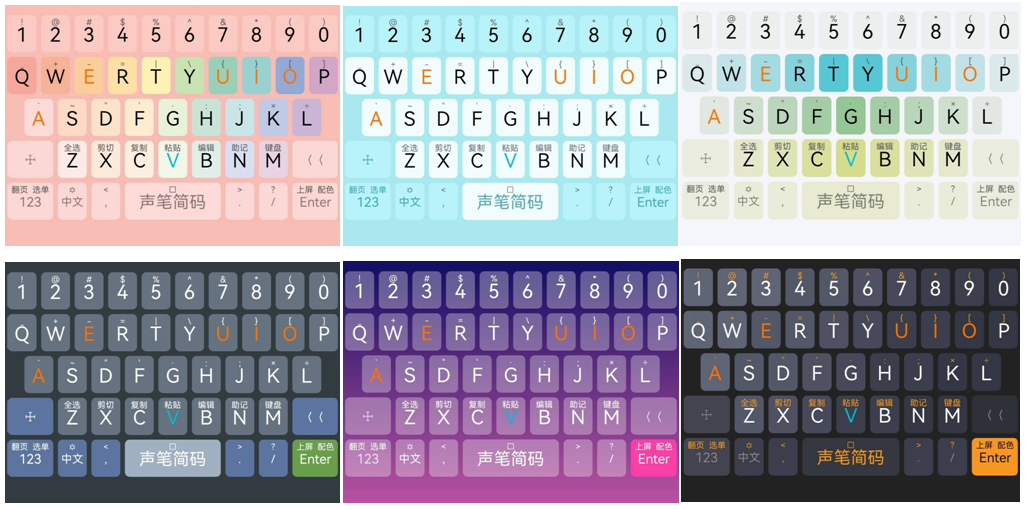 ! @ # $ % ^ & * ( )
1 2 3 4 5 6 7 8 9 0
+ - = \ { } [ ]
Q W E R T Y U I O P
: ; × ÷
A S D F G H J K L
全选 剪切 复制 粘贴 编辑 助记 键盘
Z X C V B N M
翻页 选单 < > ? 上屏 配色
123 中文 , 声笔简码 . / Enter
! @ # $ % ^ & * ( )
1 2 3 4 5 6 7 8 9 0
+ - = \ { } [ ]
Q W E R T Y U I O P
: ; × ÷
A S D F G H J K L
全选 剪切 复制 粘贴 编辑 助记 键盘
Z X C V B N M
翻页 选单 < > ? 上屏 配色
123 中文 , 声笔简码 . / Enter
! @ # $ % ^ & * ( )
1 2 3 4 5 6 7 8 9 0
+ - = \ { } [ ]
Q W E R T Y U I O P
: ; × ÷
A S D F G H J K L
全选 剪切 复制 粘贴 编辑 助记 键盘
Z X C V B N M
翻页 选单 < > ? 上屏 配色
123 中文 , 声笔简码 . / Enter
! @ # $ % ^ & * ( )
1 2 3 4 5 6 7 8 9 0
+ - = \ { } [ ]
Q W E R T Y U I O P
: ; × ÷
A S D F G H J K L
全选 剪切 复制 粘贴 编辑 助记 键盘
Z X C V B N M
翻页 选单 < > ? 上屏 配色
123 中文 , 声笔简码 . / Enter
! @ # $ % ^ & * ( )
1 2 3 4 5 6 7 8 9 0
+ - = \ { } [ ]
Q W E R T Y U I O P
: ; × ÷
A S D F G H J K L
全选 剪切 复制 粘贴 编辑 助记 键盘
Z X C V B N M
翻页 选单 < > ? 上屏 配色
123 中文 , 声笔简码 . / Enter
! @ # $ % ^ & * ( )
1 2 3 4 5 6 7 8 9 0
+ - = \ { } [ ]
Q W E R T Y U I O P
: ; × ÷
A S D F G H J K L
全选 剪切 复制 粘贴 编辑 助记 键盘
Z X C V B N M
翻页 选单 < > ? 上屏 配色
123 中文 , 声笔简码 . / Enter